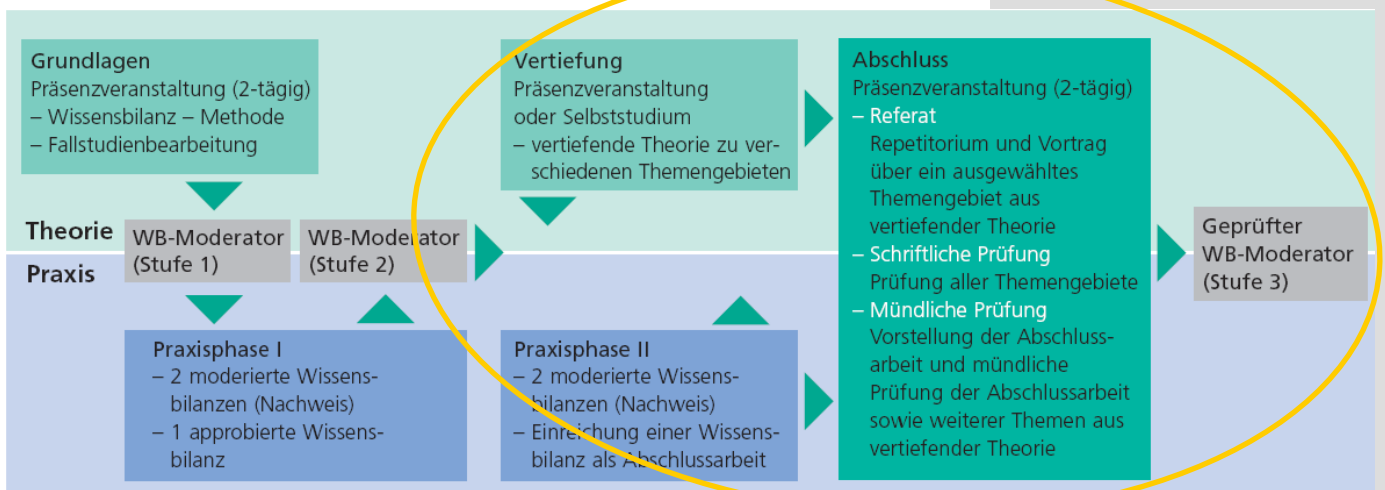 Grundlagen
Präsenzveranstaltung (2-tägig)
– Wissensbilanz – Methode
– Fallstudienbearbeitung
Vertiefung
Präsenzveranstaltung
oder Selbststudium
– vertiefende Theorie zu ver-
schiedenen Themengebieten
Abschluss
Präsenzveranstaltung (2-tägig)
– Referat
Repetitorium und Vortrag
über ein ausgewähltes
Themengebiet aus
vertiefender Theorie
– Schriftliche Prüfung
Prüfung aller Themengebiete
– Mündliche Prüfung
Vorstellung der Abschluss-
arbeit und mündliche
Prüfung der Abschlussarbeit
sowie weiterer Themen aus
vertiefender Theorie
Theorie
Praxis
WB-Moderator
(Stufe 1)
WB-Moderator
(Stufe 2)
Geprüfter
WB-Moderator
(Stufe 3)
Praxisphase I
– 2 moderierte Wissens-
bilanzen (Nachweis)
– 1 approbierte Wissens-
bilanz
Praxisphase II
– 2 moderierte Wissens-
bilanzen (Nachweis)
– Einreichung einer Wissens-
bilanz als Abschlussarbeit